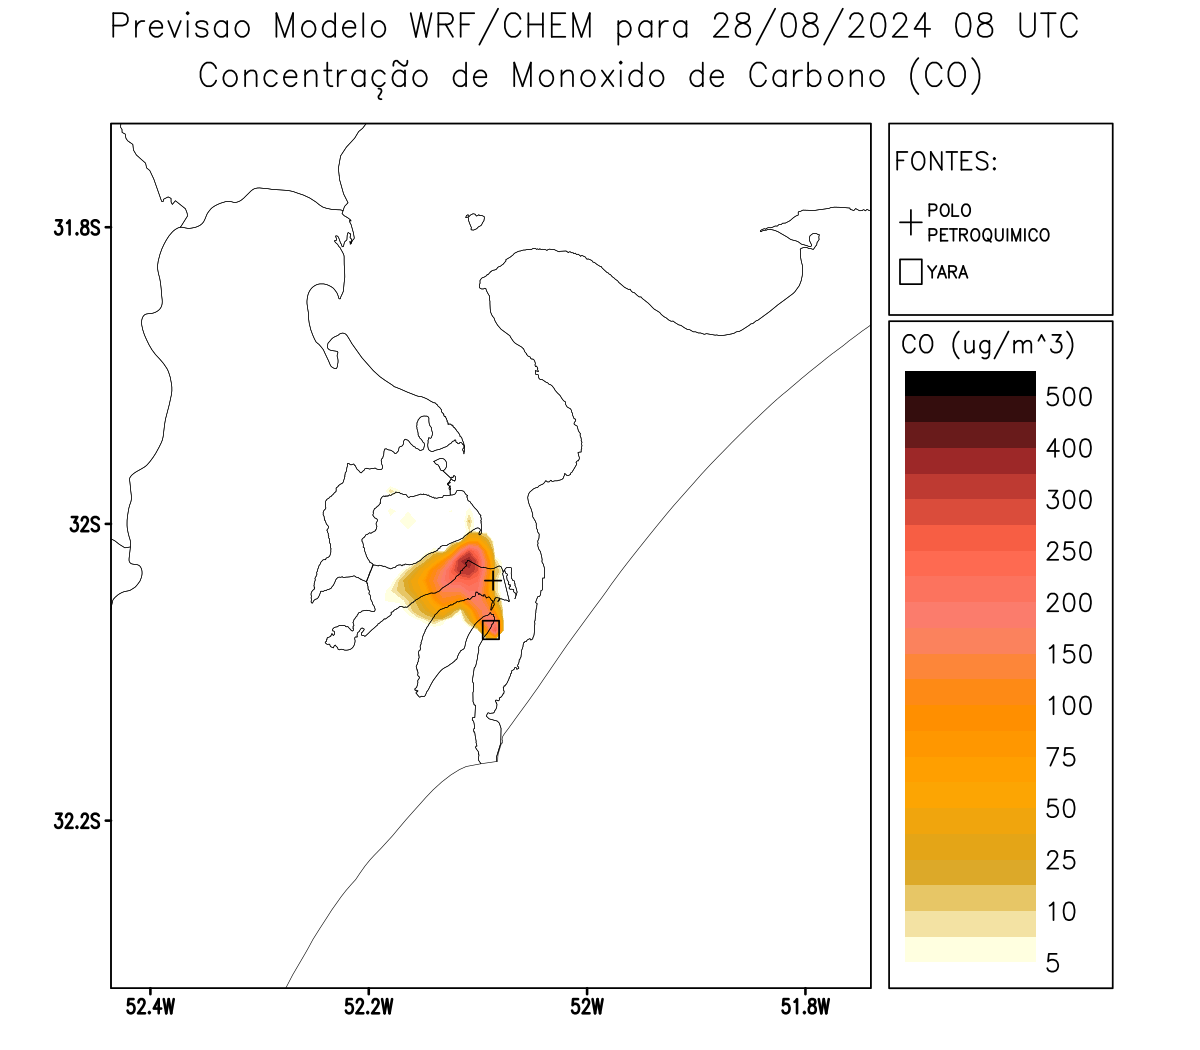 Previsao Modelo WRF/CHEM para 28/08/2024 08 UTC
Concentração de Monoxido de Carbono (CO)
FONTES:
POLO
PETROQUIMICO
YARA
CO (ug/m^3)
500
400
300
250
200
150
100
75
50
25
10
5
31.8S
32S
32.2S
52.4W
52.2W
52W
51.8W